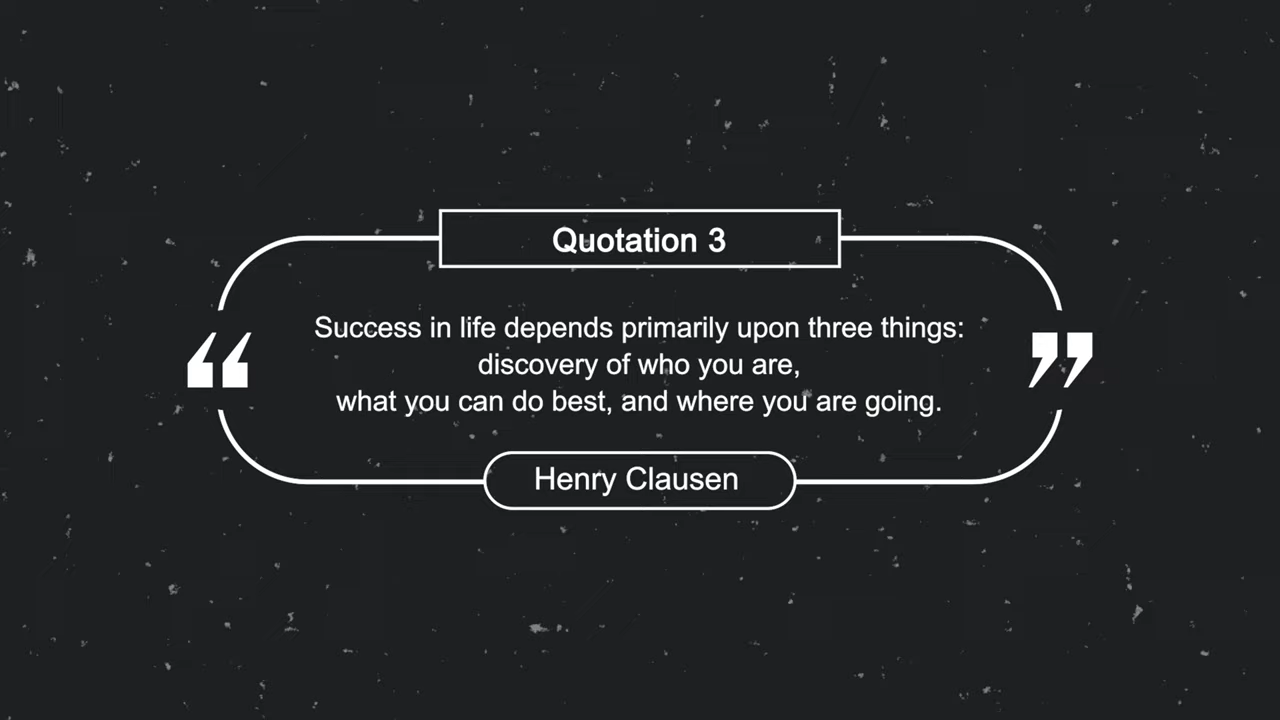 Quotation 3
Success in life depends primarily upon three things:
discovery of who you are,
what you can do best, and where you are going.
Henry Clausen